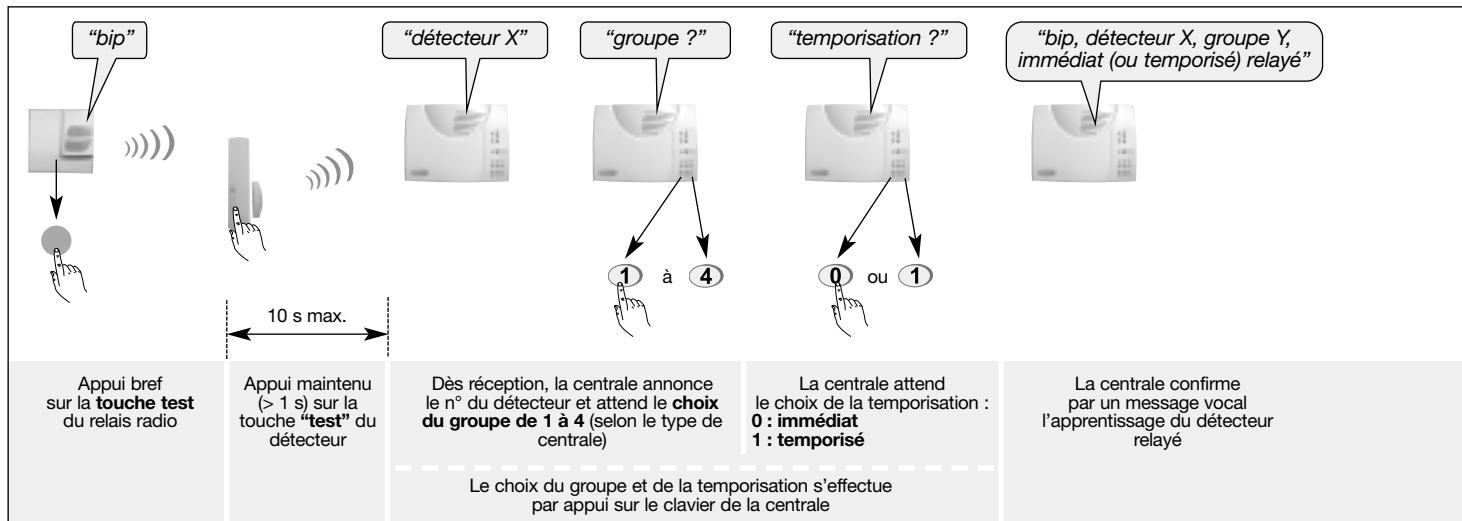 “bip”
“détecteur X”
“groupe ?”
“temporisation ?”
“bip, détecteur X, groupe Y,
immédiat (ou temporisé) relayé”
1 à 4
0 ou 1
10 s max.
Appui bref
sur la touche test
du relais radio
Appui maintenu
(> 1 s) sur la
touche “test” du
détecteur
Dès réception, la centrale annonce
le n° du détecteur et attend le choix
du groupe de 1 à 4 (selon le type de
centrale)
La centrale attend
le choix de la temporisation :
0 : immédiat
1 : temporisé
La centrale confirme
par un message vocal
l’apprentissage du détecteur
relayé
Le choix du groupe et de la temporisation s’effectue
par appui sur le clavier de la centrale